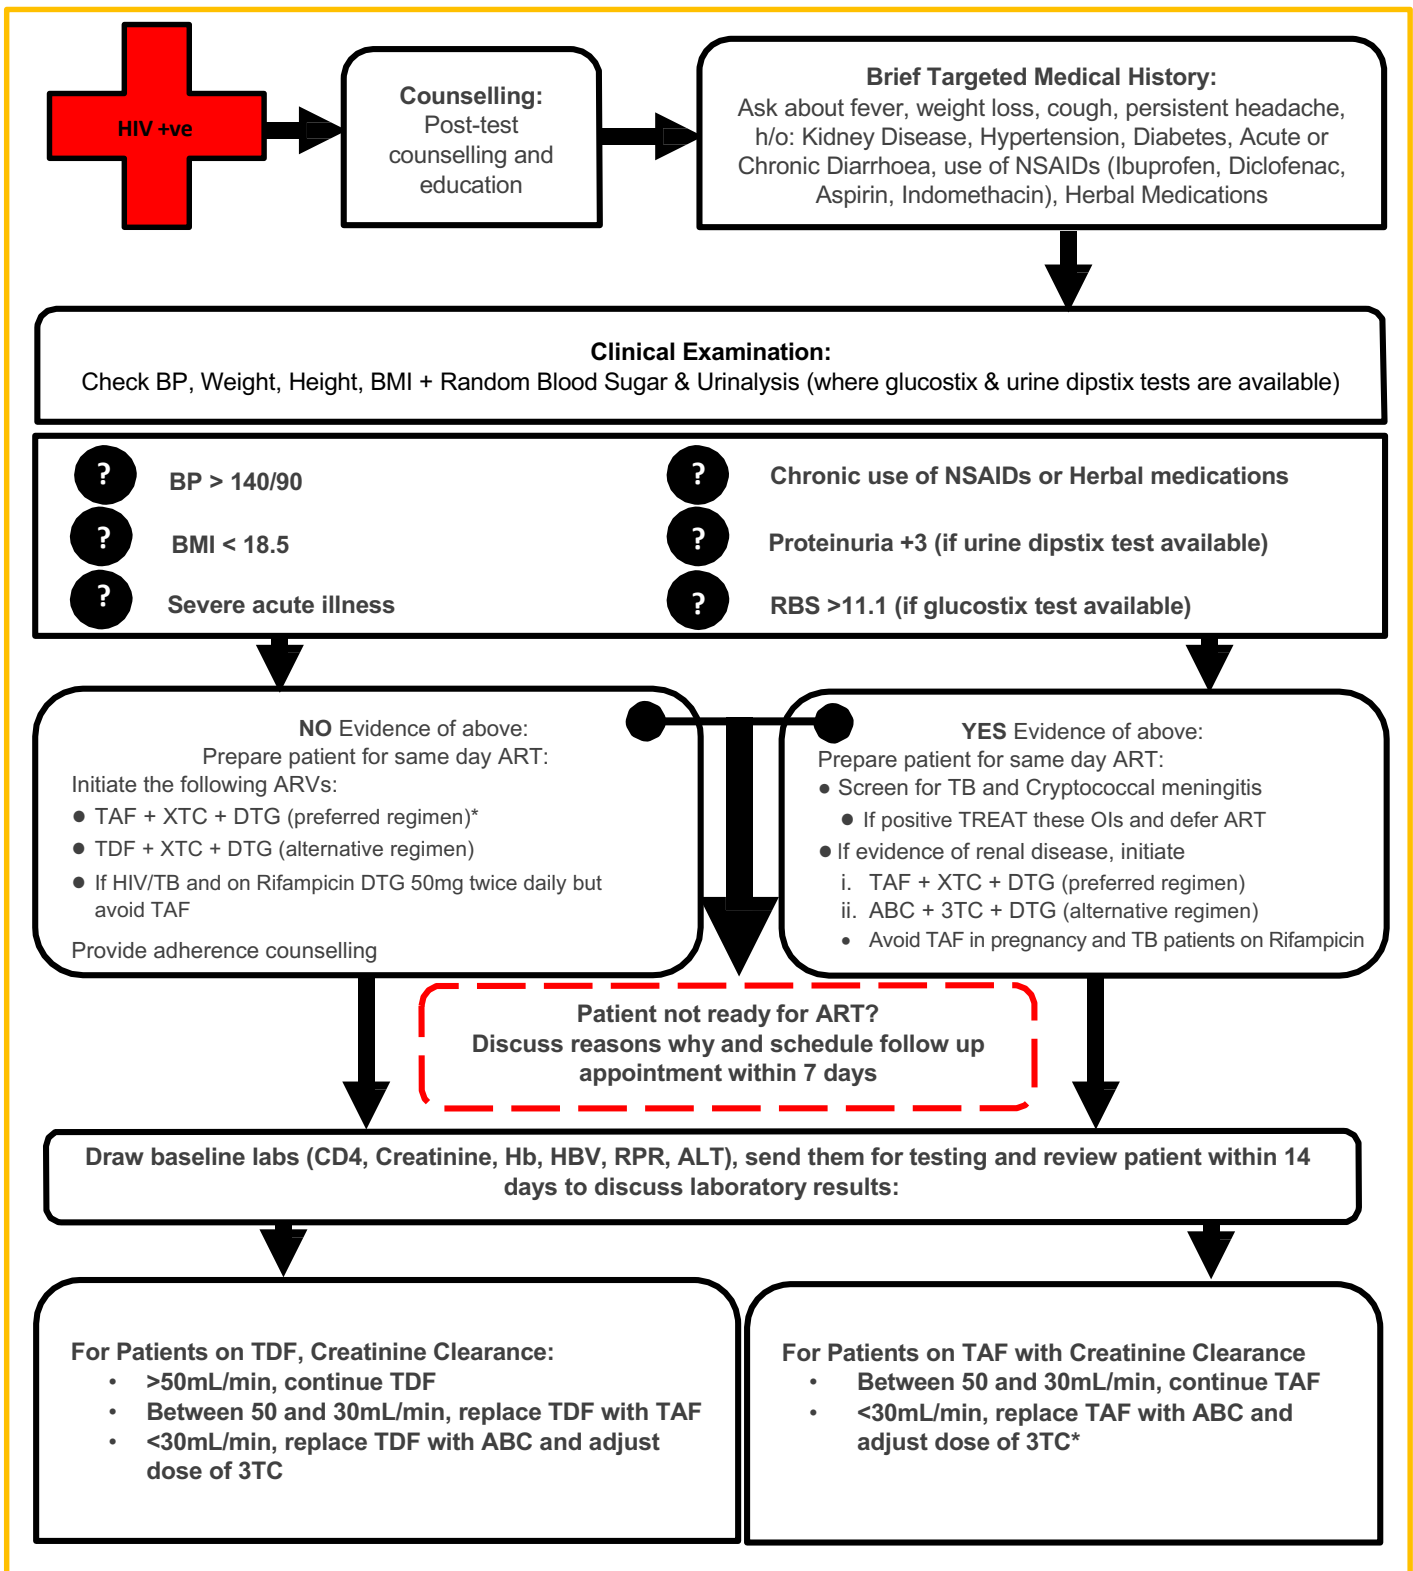 HIV +ve
Counselling:
Post-test
counselling and
education
Brief Targeted Medical History:
Ask about fever, weight loss, cough, persistent headache,
h/o: Kidney Disease, Hypertension, Diabetes, Acute or
Chronic Diarrhoea, use of NSAIDs (Ibuprofen, Diclofenac,
Aspirin, Indomethacin), Herbal Medications
Clinical Examination:
Check BP, Weight, Height, BMI + Random Blood Sugar & Urinalysis (where glucostix & urine dipstix tests are available)
? BP > 140/90
? BMI < 18.5
? Severe acute illness
? Chronic use of NSAIDs or Herbal medications
? Proteinuria +3 (if urine dipstix test available)
? RBS >11.1 (if glucostix test available)
NO Evidence of above:
Prepare patient for same day ART:
Initiate the following ARVs:
● TAF + XTC + DTG (preferred regimen)*
● TDF + XTC + DTG (alternative regimen)
● If HIV/TB and on Rifampicin DTG 50mg twice daily but
avoid TAF
Provide adherence counselling
YES Evidence of above:
Prepare patient for same day ART:
● Screen for TB and Cryptococcal meningitis
● If positive TREAT these OIs and defer ART
● If evidence of renal disease, initiate
i. TAF + XTC + DTG (preferred regimen)
ii. ABC + 3TC + DTG (alternative regimen)
• Avoid TAF in pregnancy and TB patients on Rifampicin
Patient not ready for ART?
Discuss reasons why and schedule follow up
appointment within 7 days
Draw baseline labs (CD4, Creatinine, Hb, HBV, RPR, ALT), send them for testing and review patient within 14
days to discuss laboratory results:
For Patients on TDF, Creatinine Clearance:
• >50mL/min, continue TDF
• Between 50 and 30mL/min, replace TDF with TAF
• <30mL/min, replace TDF with ABC and adjust
dose of 3TC
For Patients on TAF with Creatinine Clearance
• Between 50 and 30mL/min, continue TAF
• <30mL/min, replace TAF with ABC and
adjust dose of 3TC*